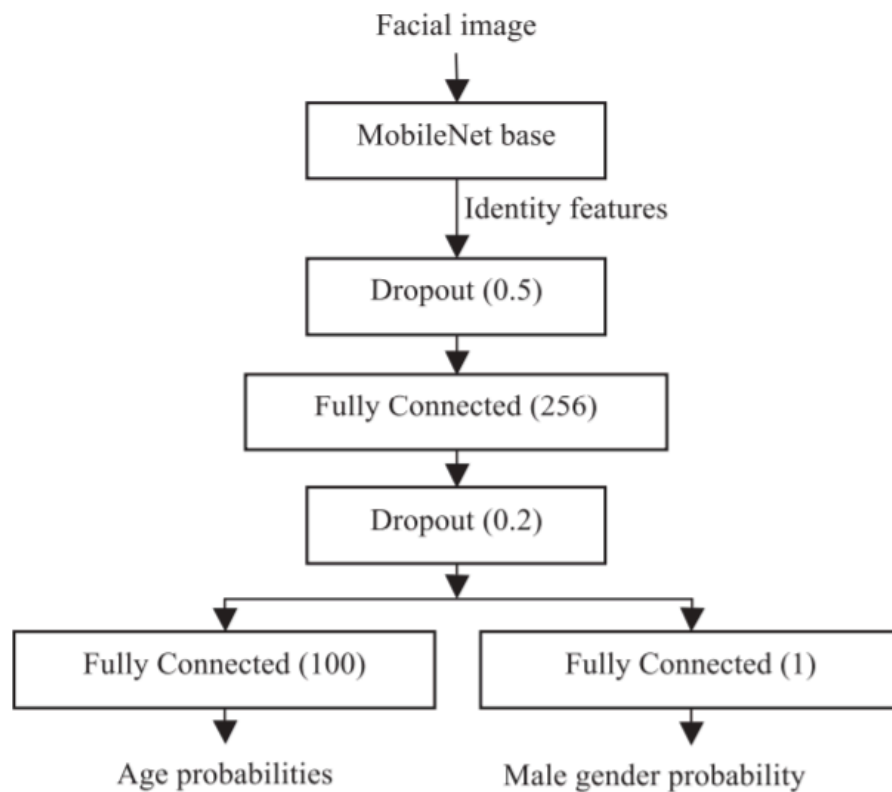 Facial image
MobileNet base
Identity features
Dropout (0.5)
Fully Connected (256)
Dropout (0.2)
Fully Connected (100)
Fully Connected (1)
Age probabilities
Male gender probability